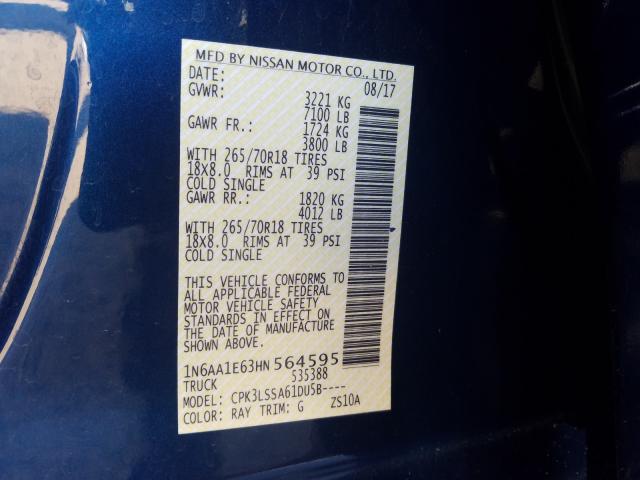 MFD BY NISSAN MOTOR CO., LTD.
DATE: 08/17
GVWR: 3221 KG
7100 LB
GAWR FR.: 1724 KG
3800 LB
WITH 265/70R18 TIRES
18X8.0 RIMS AT 39 PSI
COLD SINGLE
GAWR RR.: 1820 KG
4012 LB
WITH 265/70R18 TIRES
18X8.0 RIMS AT 39 PSI
COLD SINGLE
THIS VEHICLE CONFORMS TO
ALL APPLICABLE FEDERAL
MOTOR VEHICLE SAFETY
STANDARDS IN EFFECT ON
THE DATE OF MANUFACTURE
SHOWN ABOVE
1N6AA1E63HN 564595
TRUCK 535388
MODEL: CPK3LSSA61DU5B----
COLOR: RAY TRIM: G ZS10A